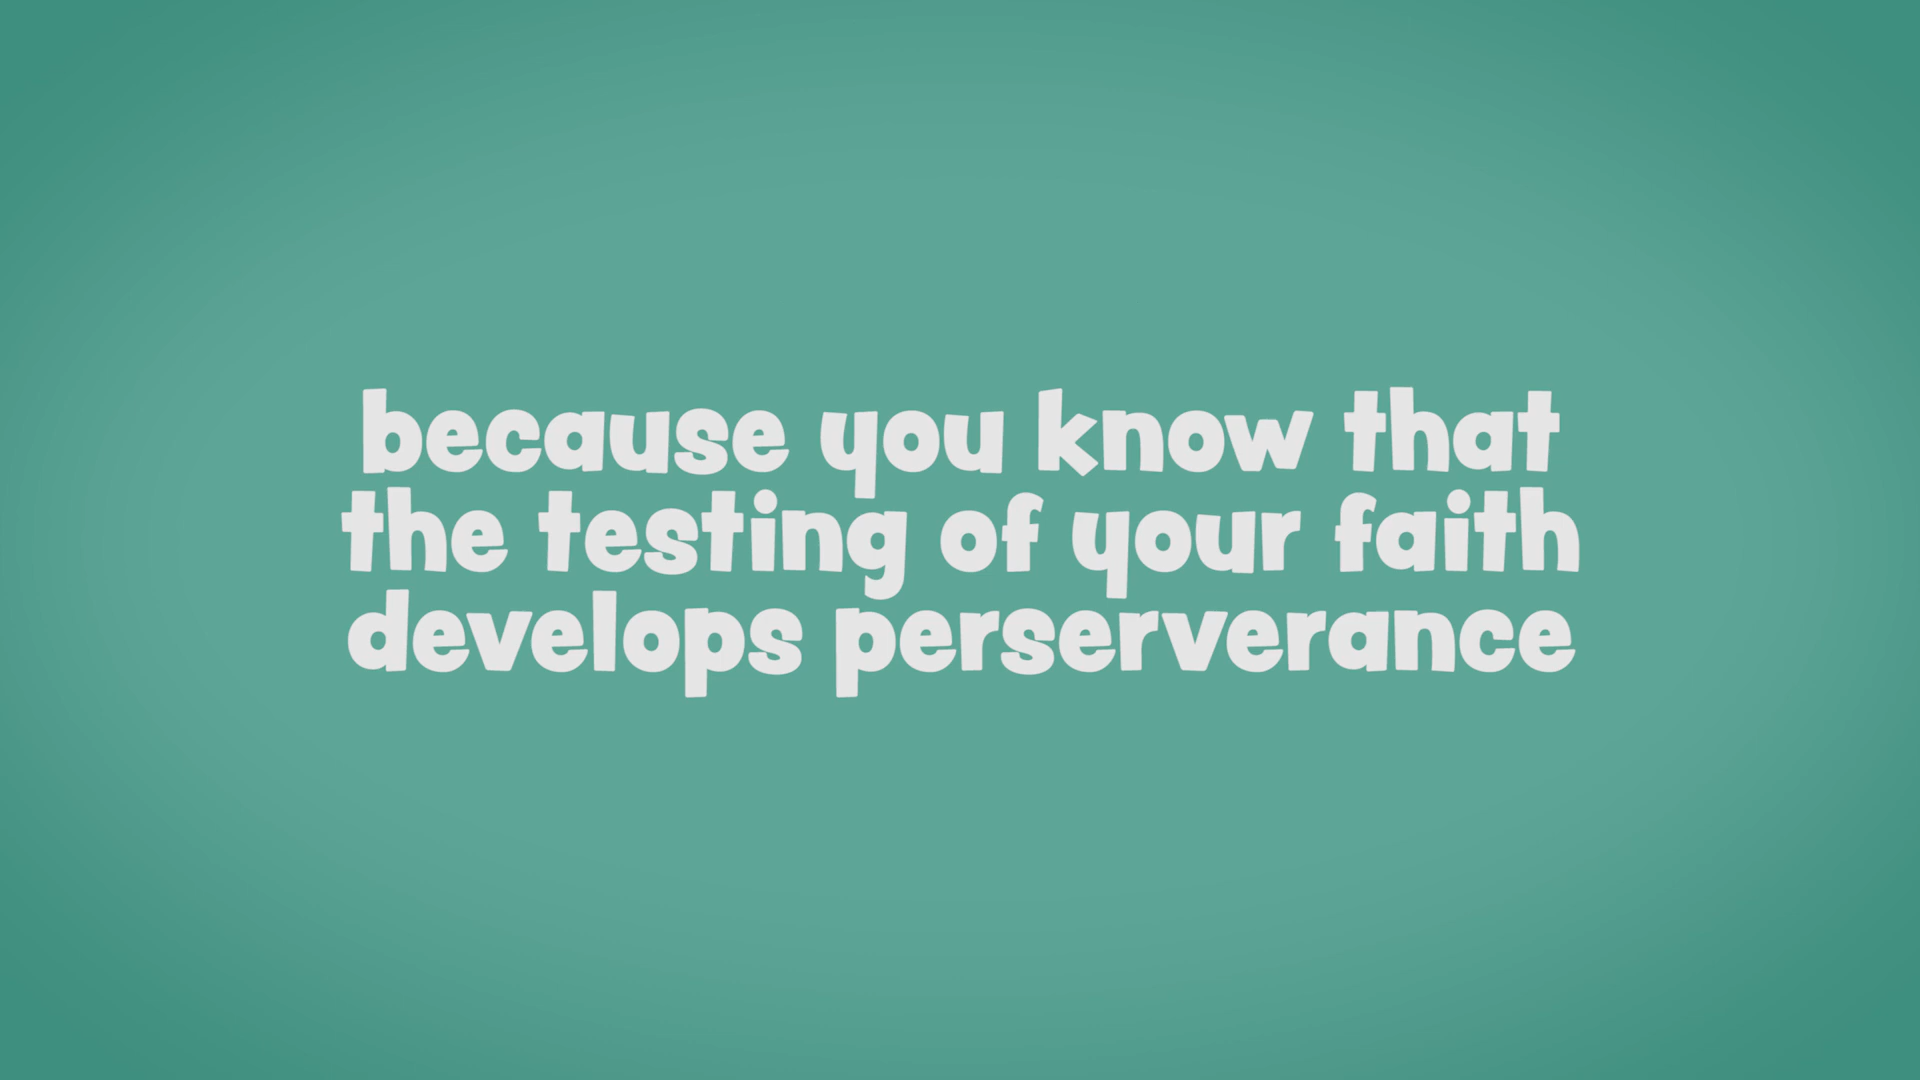 because you know that
the testing of your faith
develops perserverance